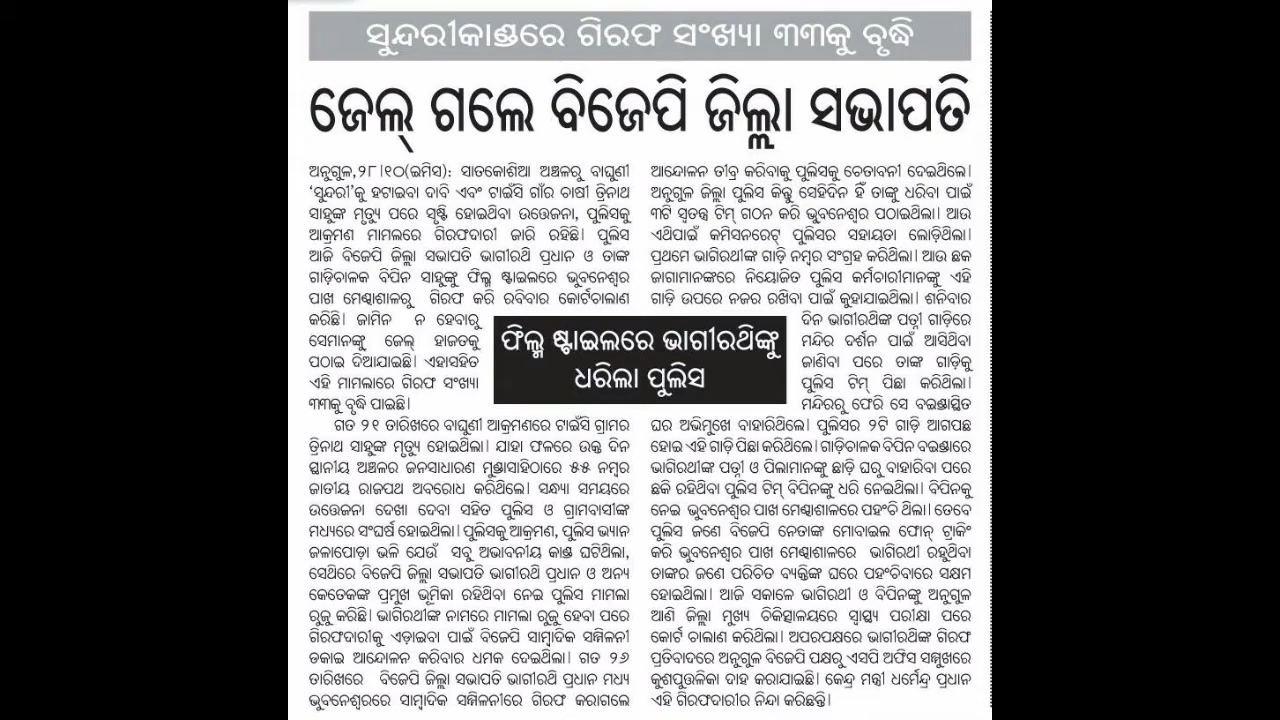 ସୁନ୍ଦରୀକାଣ୍ଡରେ ଗିରଫ ସଂଖ୍ୟା ୩୩କୁ ବୃଦ୍ଧି
ଜେଲ୍ ଗଲେ ବିଜେପି ଜିଲ୍ଲା ସଭାପତି
ଅନୁଗୁଳ,୨୮।୧୦(ଇମିସ): ସାତକୋଶିଆ ଅଞ୍ଚଳରୁ ବାଘୁଣୀ
‘ସୁନ୍ଦରୀ’କୁ ହଟାଇବା ଦାବି ଏବଂ ଟାଇଁସି ଗାଁର ଚାଷୀ ତ୍ରିନାଥ
ସାହୁଙ୍କ ମୃତ୍ୟୁ ପରେ ସୃଷ୍ଟି ହୋଇଥିବା ଉତ୍ତେଜନା, ପୁଲିସକୁ
ଆକ୍ରମଣ ମାମଲରେ ଗିରଫଦାରୀ ଜାରି ରହିଛି। ପୁଲିସ
ଆଜି ବିଜେପି ଜିଲ୍ଲା ସଭାପତି ଭାଗୀରଥି ପ୍ରଧାନ ଓ ତାଙ୍କ
ଗାଡ଼ିଚାଳକ ବିପିନ ସାହୁଙ୍କୁ ଫିଲ୍ମ ଷ୍ଟାଇଲରେ ଭୁବନେଶ୍ୱର
ପାଖ ମେଣ୍ଢାଶାଳରୁ ଗିରଫ କରି ରବିବାର କୋର୍ଟଚାଲାଣ
କରିଛି। ଜାମିନ ନ ହେବାରୁ
ସେମାନଙ୍କୁ ଜେଲ୍ ହାଜତକୁ
ପଠାଇ ଦିଆଯାଇଛି। ଏହାସହିତ
ଏହି ମାମଲାରେ ଗିରଫ ସଂଖ୍ୟା
୩୩କୁ ବୃଦ୍ଧି ପାଇଛି।
ଗତ ୨୧ ତାରିଖରେ ବାଘୁଣୀ ଆକ୍ରମଣରେ ଟାଇଁସି ଗ୍ରାମର
ତ୍ରିନାଥ ସାହୁଙ୍କ ମୃତ୍ୟୁ ହୋଇଥିଲା। ଯାହା ଫଳରେ ଉକ୍ତ ଦିନ
ସ୍ଥାନୀୟ ଅଞ୍ଚଳର ଜନସାଧାରଣ ମୁଣ୍ଡାସାହିଠାରେ ୫୫ ନମ୍ବର
ଜାତୀୟ ରାଜପଥ ଅବରୋଧ କରିଥିଲେ। ସନ୍ଧ୍ୟା ସମୟରେ
ଉତ୍ତେଜନା ଦେଖା ଦେବା ସହିତ ପୁଲିସ ଓ ଗ୍ରାମବାସୀଙ୍କ
ମଧ୍ୟରେ ସଂଘର୍ଷ ହୋଇଥିଲା। ପୁଲିସକୁ ଆକ୍ରମଣ, ପୁଲିସ ଭ୍ୟାନ
ଜଳାପୋଡ଼ା ଭଳି ଯେଉଁ ସବୁ ଅଭାବନୀୟ କାଣ୍ଡ ଘଟିଥିଲା,
ସେଥିରେ ବିଜେପି ଜିଲ୍ଲା ସଭାପତି ଭାଗୀରଥି ପ୍ରଧାନ ଓ ଅନ୍ୟ
କେତେକଙ୍କ ପ୍ରମୁଖ ଭୂମିକା ରହିଥିବା ନେଇ ପୁଲିସ ମାମଲା
ରୁଜୁ କରିଛି। ଭାଗିରଥୀଙ୍କ ନାମରେ ମାମଲା ରୁଜୁ ହେବା ପରେ
ଗିରଫଦାରୀକୁ ଏଡ଼ାଇବା ପାଇଁ ବିଜେପି ସାମ୍ବାଦିକ ସମ୍ମିଳନୀ
ଡକାଇ ଆନ୍ଦୋଳନ କରିବାର ଧମକ ଦେଇଥିଲା। ଗତ ୨୬
ତାରିଖରେ ବିଜେପି ଜିଲ୍ଲା ସଭାପତି ଭାଗୀରଥି ପ୍ରଧାନ ମଧ୍ୟ
ଭୁବନେଶ୍ୱରରେ ସାମ୍ବାଦିକ ସମ୍ମିଳନୀରେ ଗିରଫ କରାଗଲେ
ଫିଲ୍ମ ଷ୍ଟାଇଲରେ ଭାଗୀରଥିଙ୍କୁ
ଧରିଲା ପୁଲିସ
ଆନ୍ଦୋଳନ ତୀବ୍ର କରିବାକୁ ପୁଲିସକୁ ଚେତାବନୀ ଦେଇଥିଲେ।
ଅନୁଗୁଳ ଜିଲ୍ଲା ପୁଲିସ କିନ୍ତୁ ସେହିଦିନ ହିଁ ତାଙ୍କୁ ଧରିବା ପାଇଁ
୩ଟି ସ୍ୱତନ୍ତ୍ର ଟିମ୍ ଗଠନ କରି ଭୁବନେଶ୍ୱର ପଠାଇଥିଲା। ଆଉ
ଏଥିପାଇଁ କମିସନରେଟ୍ ପୁଲିସର ସହାୟତା ଲୋଡ଼ିଥିଲା।
ପ୍ରଥମେ ଭାଗିରଥୀଙ୍କ ଗାଡ଼ି ନମ୍ବର ସଂଗ୍ରହ କରିଥିଲା। ଆଉ ଛକ
ଜାଗାମାନଙ୍କରେ ନିୟୋଜିତ ପୁଲିସ କର୍ମଚାରୀମାନଙ୍କୁ ଏହି
ଗାଡ଼ି ଉପରେ ନଜର ରଖିବା ପାଇଁ କୁହାଯାଇଥିଲା। ଶନିବାର
ଦିନ ଭାଗୀରଥିଙ୍କ ପତ୍ନୀ ଗାଡ଼ିରେ
ମନ୍ଦିର ଦର୍ଶନ ପାଇଁ ଆସିଥିବା
ଜାଣିବା ପରେ ତାଙ୍କ ଗାଡ଼ିକୁ
ପୁଲିସ ଟିମ୍ ପିଛା କରିଥିଲା।
ମନ୍ଦିରରୁ ଫେରି ସେ ବଇଣ୍ଡାସ୍ଥିତ
ଘର ଅଭିମୁଖେ ବାହାରିଥିଲେ। ପୁଲିସର ୨ଟି ଗାଡ଼ି ଆଗପଛ
ହୋଇ ଏହି ଗାଡ଼ି ପିଛା କରିଥିଲେ। ଗାଡ଼ିଚାଳକ ବିପିନ ବଇଣ୍ଡାରେ
ଭାଗିରଥୀଙ୍କ ପତ୍ନୀ ଓ ପିଲାମାନଙ୍କୁ ଛାଡ଼ି ଘରୁ ବାହାରିବା ପରେ
ଛକି ରହିଥିବା ପୁଲିସ ଟିମ୍ ବିପିନଙ୍କୁ ଧରି ନେଇଥିଲା। ବିପିନକୁ
ନେଇ ଭୁବନେଶ୍ୱର ପାଖ ମେଣ୍ଢାଶାଳରେ ପହଂଚି ଥିଲା। ତେବେ
ପୁଲିସ ଜଣେ ବିଜେପି ନେତାଙ୍କ ମୋବାଇଲ ଫୋନ୍ ଟ୍ରାକିଂ
କରି ଭୁବନେଶ୍ୱର ପାଖ ମେଣ୍ଢାଶାଳରେ ଭାଗିରଥୀ ରହୁଥିବା
ତାଙ୍କର ଜଣେ ପରିଚିତ ବ୍ୟକ୍ତିଙ୍କ ଘରେ ପହଂଚିବାରେ ସକ୍ଷମ
ହୋଇଥିଲା। ଆଜି ସକାଳେ ଭାଗିରଥୀ ଓ ବିପିନଙ୍କୁ ଅନୁଗୁଳ
ଆଣି ଜିଲ୍ଲା ମୁଖ୍ୟ ଚିକିତ୍ସାଳୟରେ ସ୍ୱାସ୍ଥ୍ୟ ପରୀକ୍ଷା ପରେ
କୋର୍ଟ ଚାଲାଣ କରିଥିଲା। ଅପରପକ୍ଷରେ ଭାଗୀରଥିଙ୍କ ଗିରଫ
ପ୍ରତିବାଦରେ ଅନୁଗୁଳ ବିଜେପି ପକ୍ଷରୁ ଏସପି ଅଫିସ ସମ୍ମୁଖରେ
କୁଶପୁତ୍ତଳିକା ଦାହ କରାଯାଇଛି। କେନ୍ଦ୍ର ମନ୍ତ୍ରୀ ଧର୍ମେନ୍ଦ୍ର ପ୍ରଧାନ
ଏହି ଗିରଫଦାରୀର ନିନ୍ଦା କରିଛନ୍ତି।